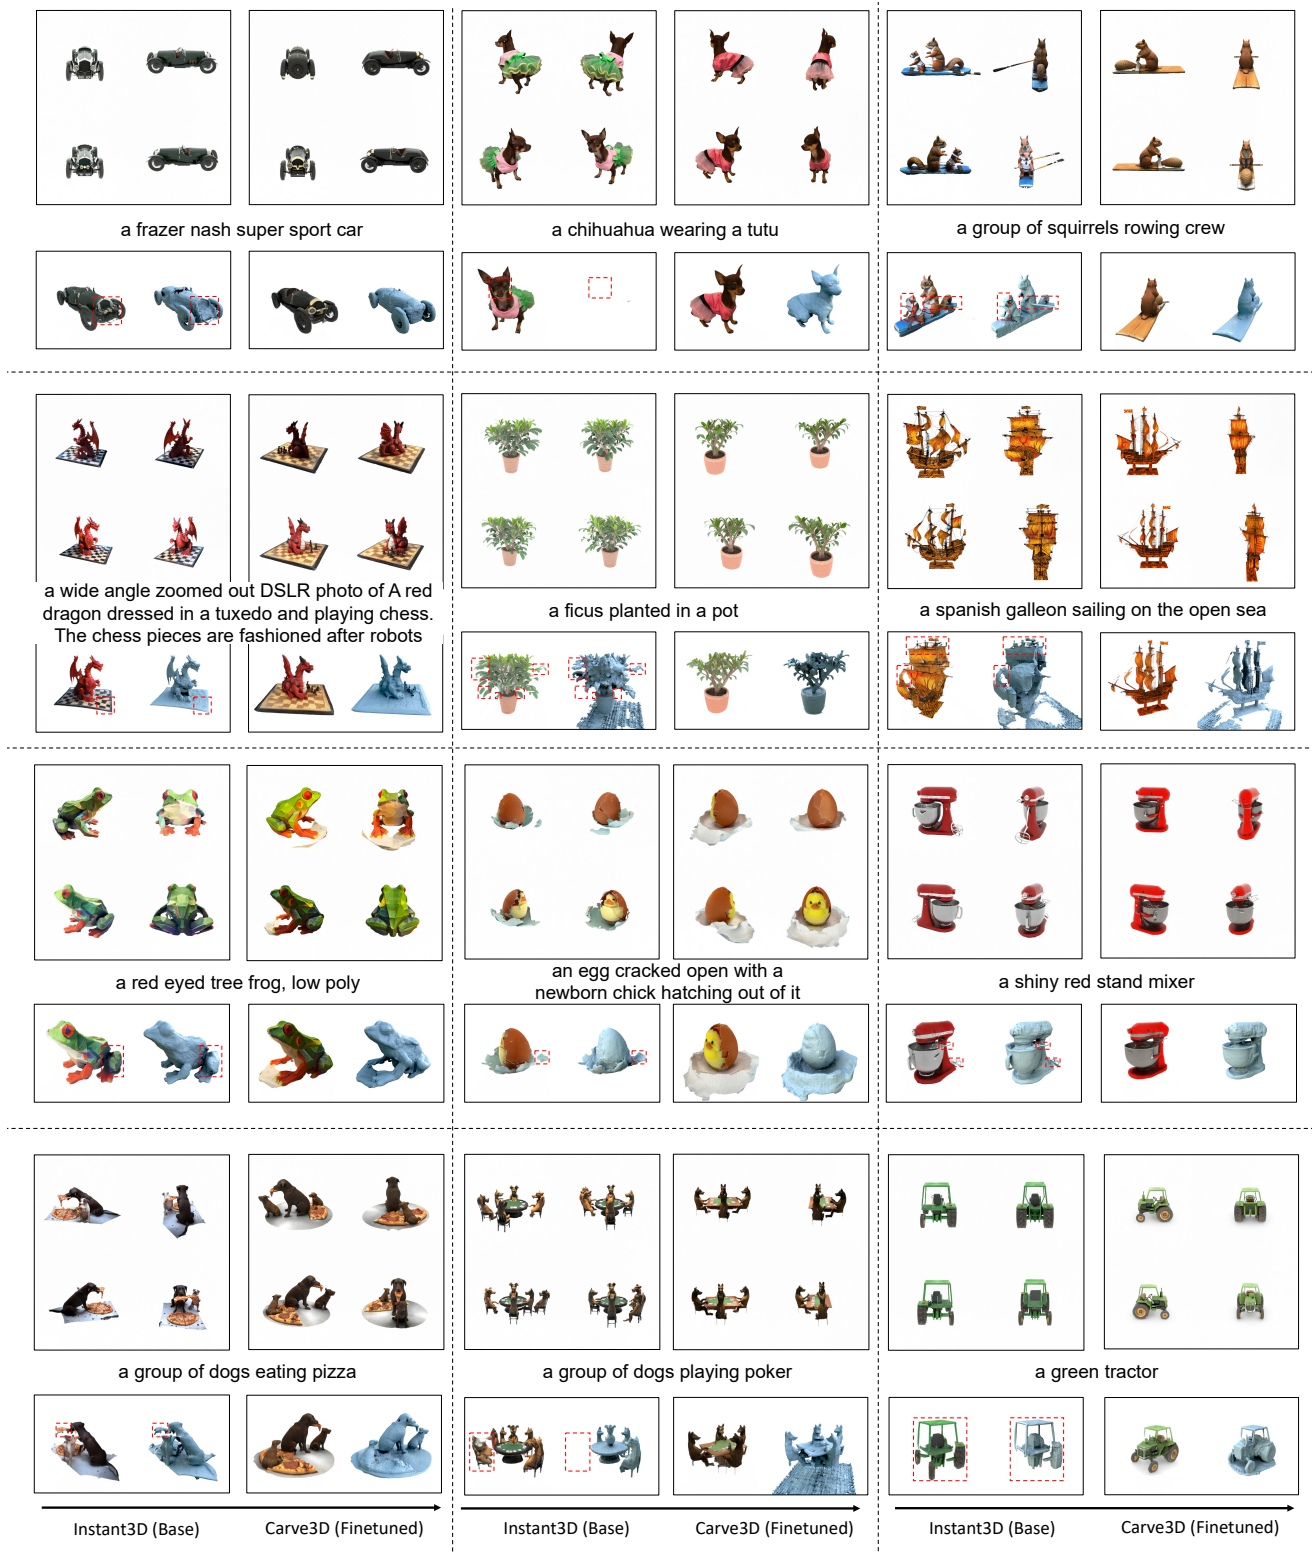 a frazer nash super sport car
a chihuahua wearing a tutu
a group of squirrels rowing crew
a wide angle zoomed out DSLR photo of A red
dragon dressed in a tuxedo and playing chess.
The chess pieces are fashioned after robots
a ficus planted in a pot
a spanish galleon sailing on the open sea
a red eyed tree frog, low poly
an egg cracked open with a
newborn chick hatching out of it
a shiny red stand mixer
a group of dogs eating pizza
a group of dogs playing poker
a green tractor
Instant3D (Base)
Carve3D (Finetuned)
Instant3D (Base)
Carve3D (Finetuned)
Instant3D (Base)
Carve3D (Finetuned)